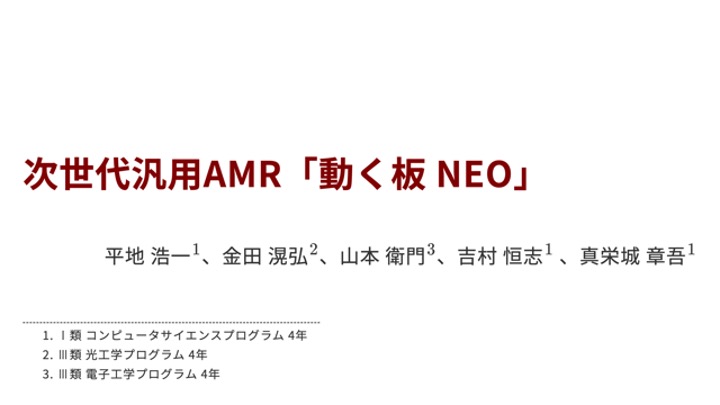 次世代汎用AMR「動く板 NEO」
平地 浩一1、金田 滉弘2、山本 衛門3、吉村 恒志1 、真栄城 章吾1
1. Ⅰ類 コンピュータサイエンスプログラム 4年
2. Ⅲ類 光工学プログラム 4年
3. Ⅲ類 電子工学プログラム 4年